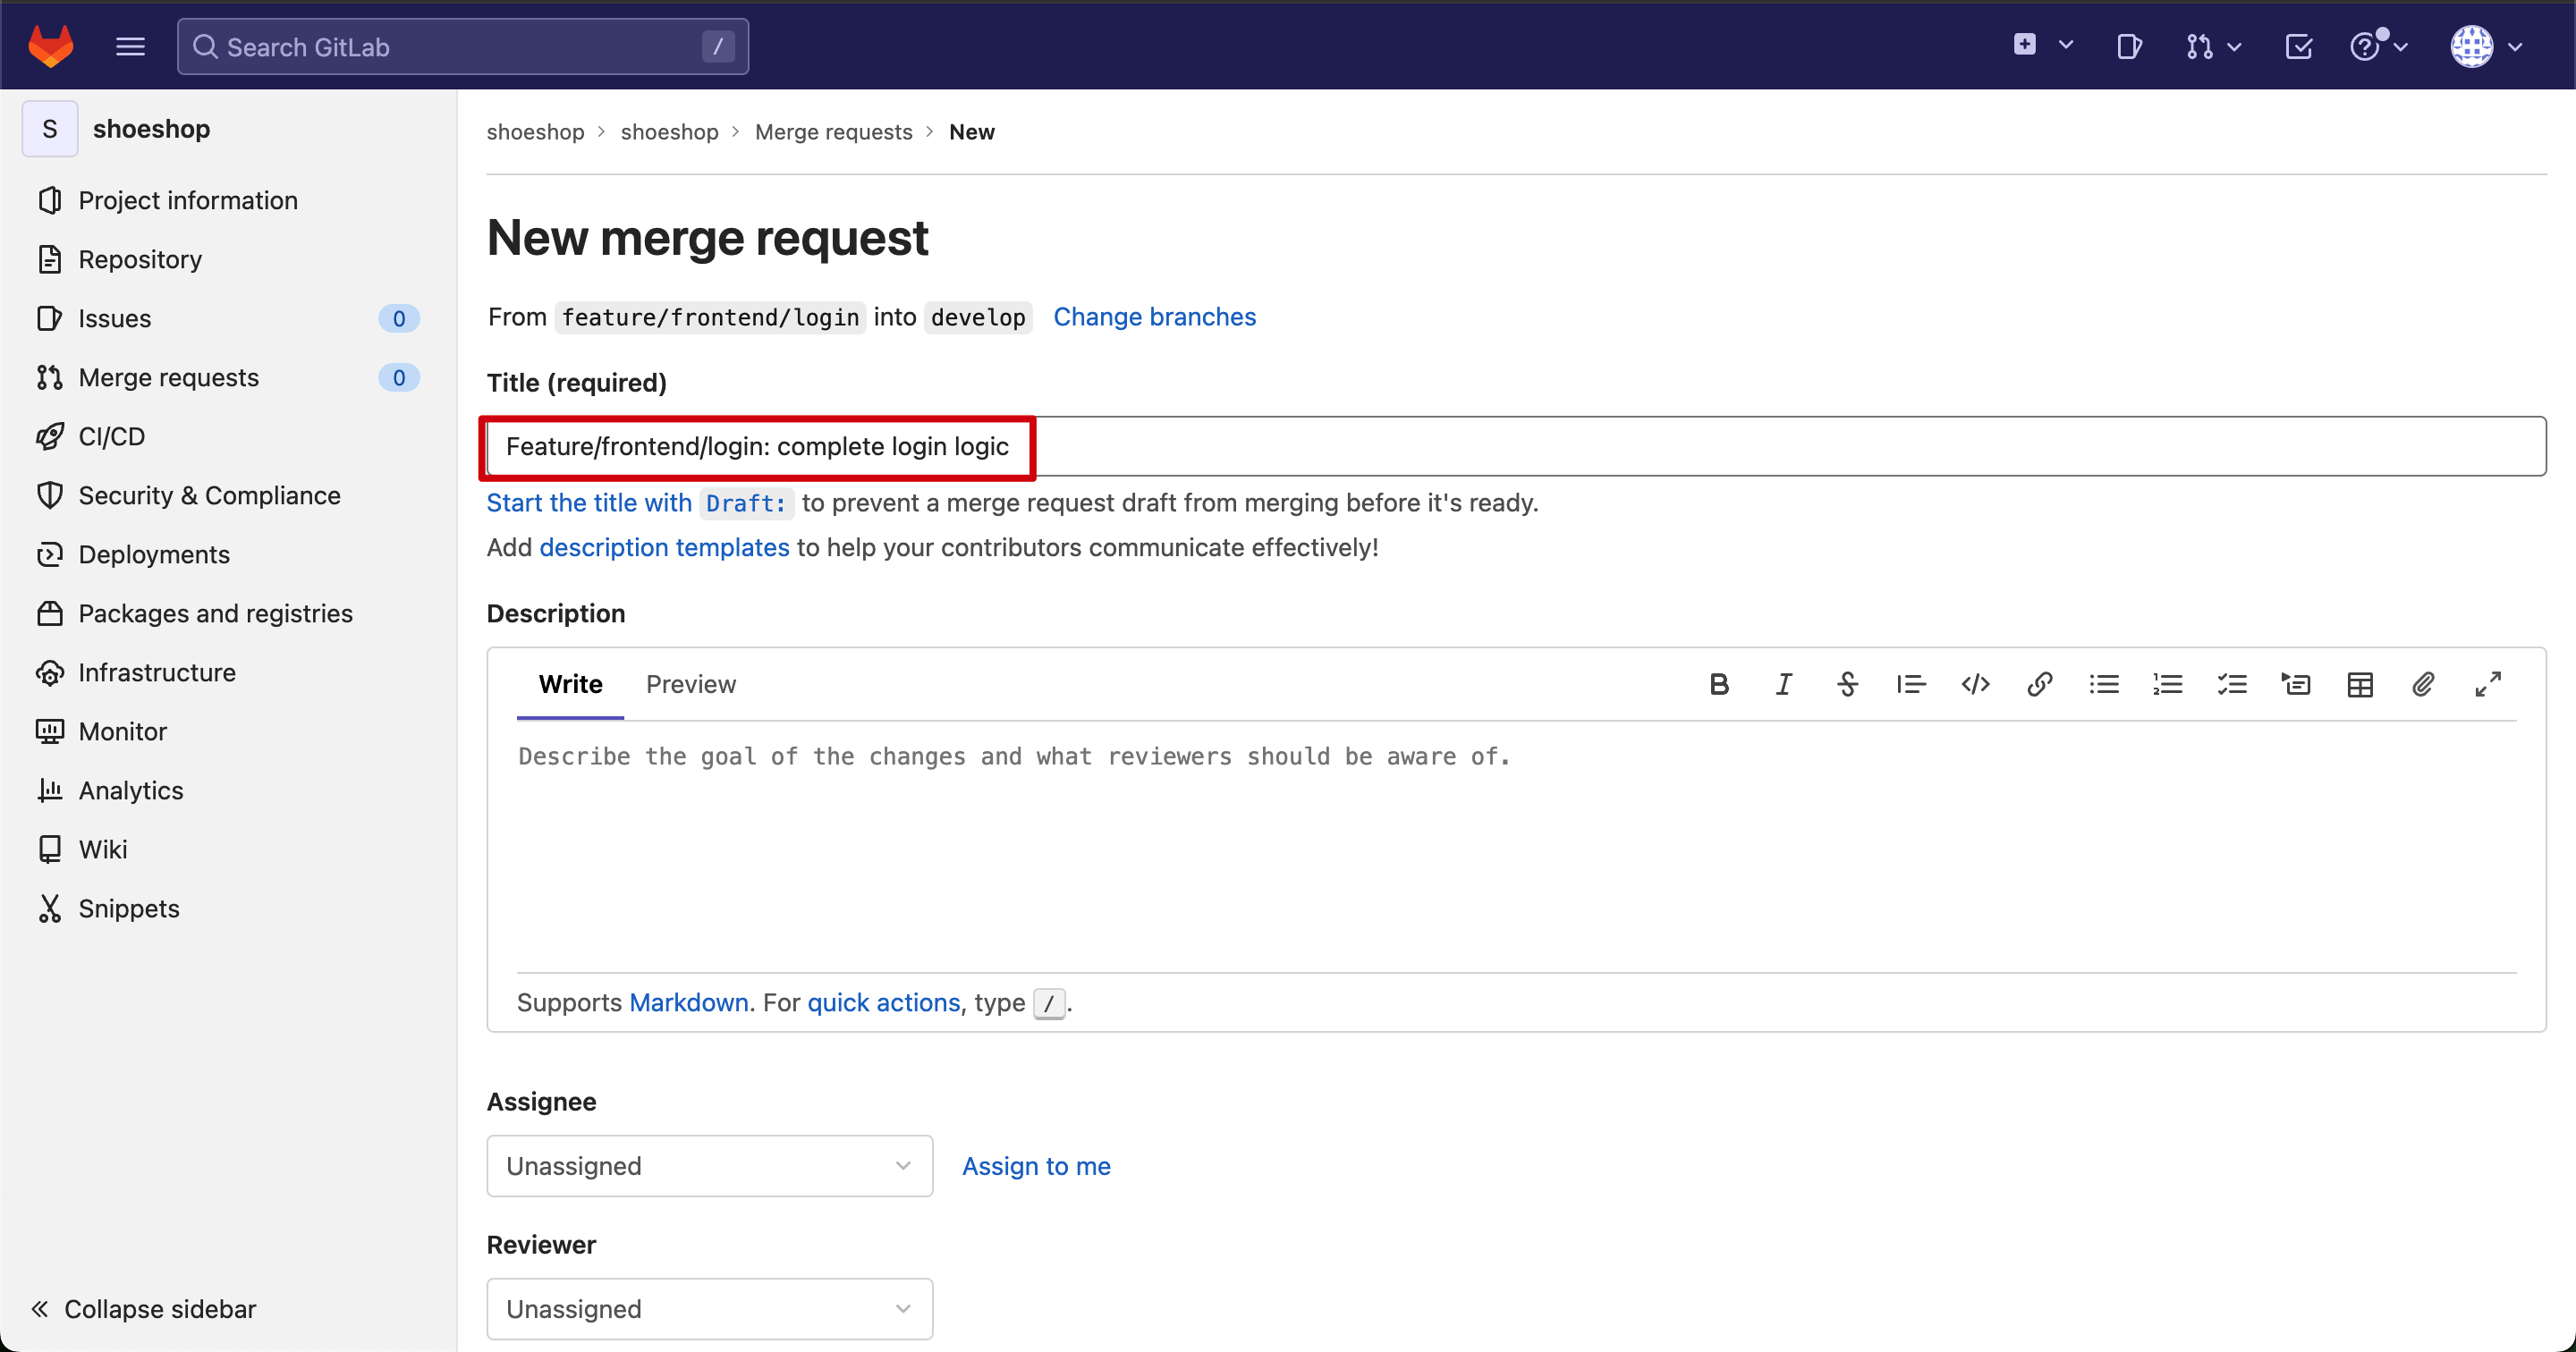 Search GitLab /
S shoeshop
Project information
Repository
Issues 0
Merge requests 0
CI/CD
Security & Compliance
Deployments
Packages and registries
Infrastructure
Monitor
Analytics
Wiki
Snippets
Collapse sidebar
shoeshop > shoeshop > Merge requests > New
New merge request
From feature/frontend/login into develop Change branches
Title (required)
Feature/frontend/login: complete login logic
Start the title with Draft: to prevent a merge request draft from merging before it's ready.
Add description templates to help your contributors communicate effectively!
Description
Write Preview
Describe the goal of the changes and what reviewers should be aware of.
Supports Markdown. For quick actions, type /.
Assignee
Unassigned Assign to me
Reviewer
Unassigned